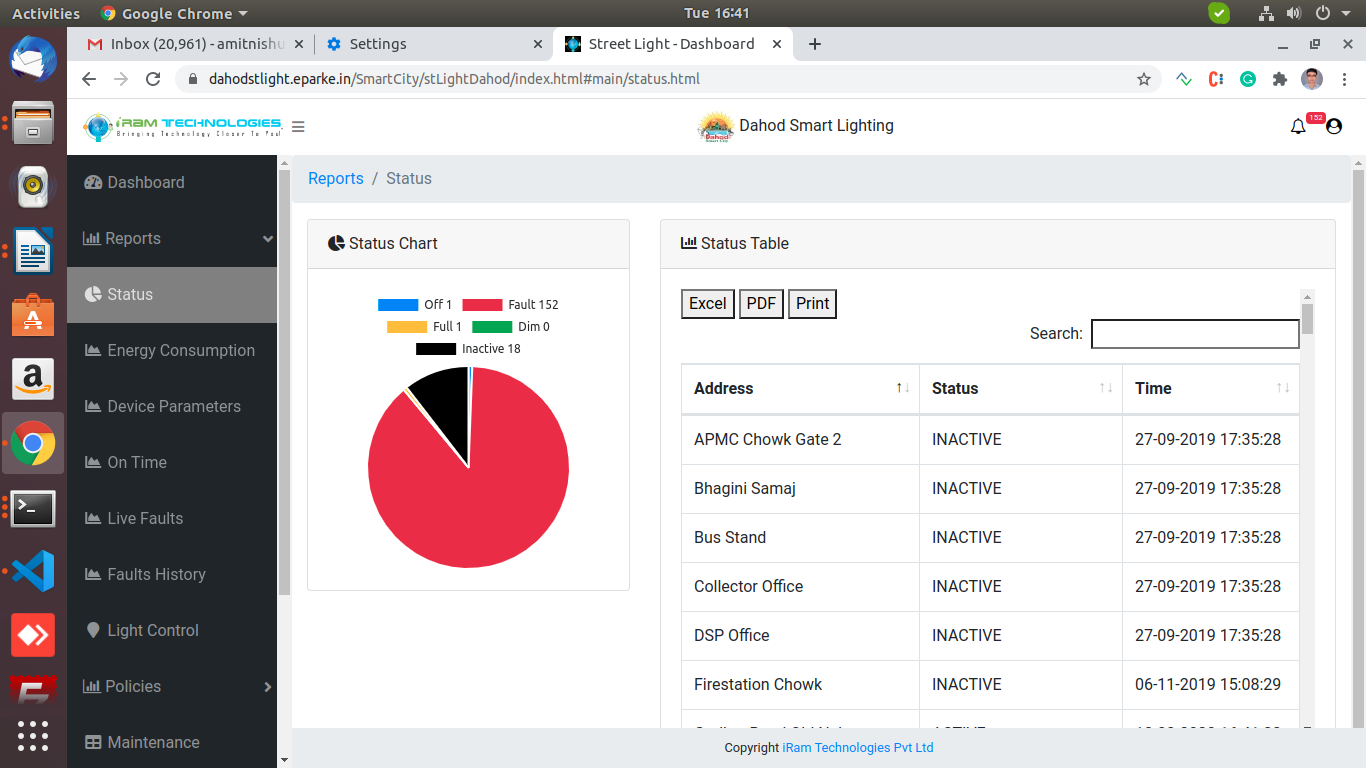 Activities Google Chrome Tue 16:41
Inbox (20,961) - amitnishu Settings Street Light - Dashboard
dahodstlight.eparke.in/SmartCity/stLightDahod/index.html#main/status.html
iRAM TECHNOLOGIES
Bringing Technology Closer To You!
Dahod Smart Lighting
152
Dashboard
Reports
Status
Energy Consumption
Device Parameters
On Time
Live Faults
Faults History
Light Control
Policies
Maintenance
Reports / Status
Status Chart
Off 1 Fault 152
Full 1 Dim 0
Inactive 18
Status Table
Excel PDF Print
Search:
Address Status Time
APMC Chowk Gate 2 INACTIVE 27-09-2019 17:35:28
Bhagini Samaj INACTIVE 27-09-2019 17:35:28
Bus Stand INACTIVE 27-09-2019 17:35:28
Collector Office INACTIVE 27-09-2019 17:35:28
DSP Office INACTIVE 27-09-2019 17:35:28
Firestation Chowk INACTIVE 06-11-2019 15:08:29
Copyright iRam Technologies Pvt Ltd